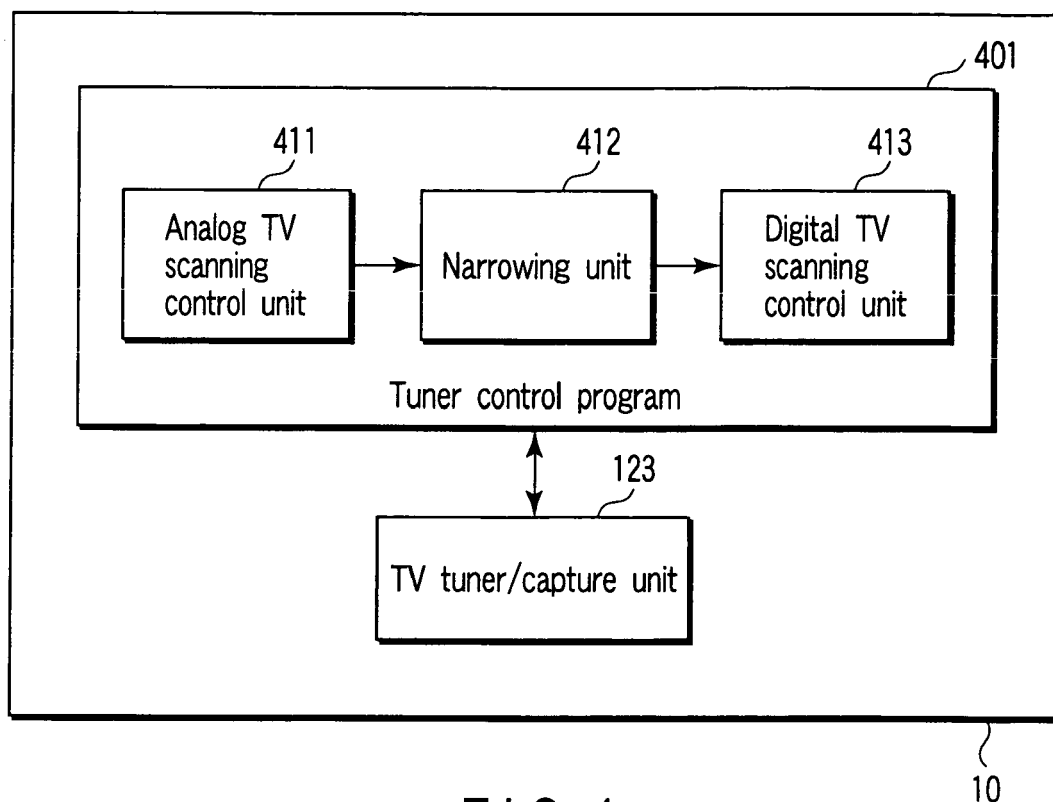 401
411
412
413
Analog TV
scanning
control unit
Narrowing unit
Digital TV
scanning
control unit
Tuner control program
123
TV tuner/capture unit
10